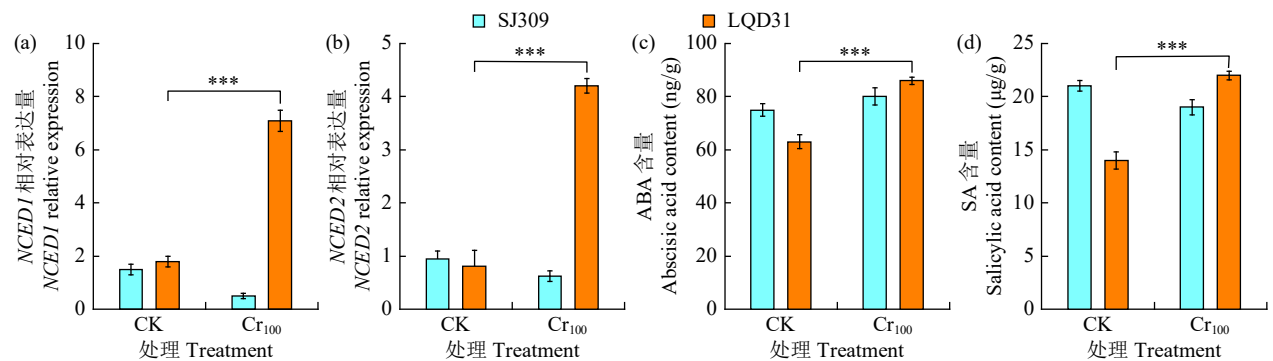 SJ309 LQD31
(a)
NCED1 相对表达量
NCED1 relative expression
10
8
6
4
2
0
***
CK Cr₁₀₀
处理 Treatment
(b)
NCED2 相对表达量
NCED2 relative expression
5
4
3
2
1
0
***
CK Cr₁₀₀
处理 Treatment
(c)
ABA 含量
Abscisic acid content (ng/g)
100
80
60
40
20
0
***
CK Cr₁₀₀
处理 Treatment
(d)
SA 含量
Salicylic acid content (μg/g)
25
20
15
10
5
0
***
CK Cr₁₀₀
处理 Treatment